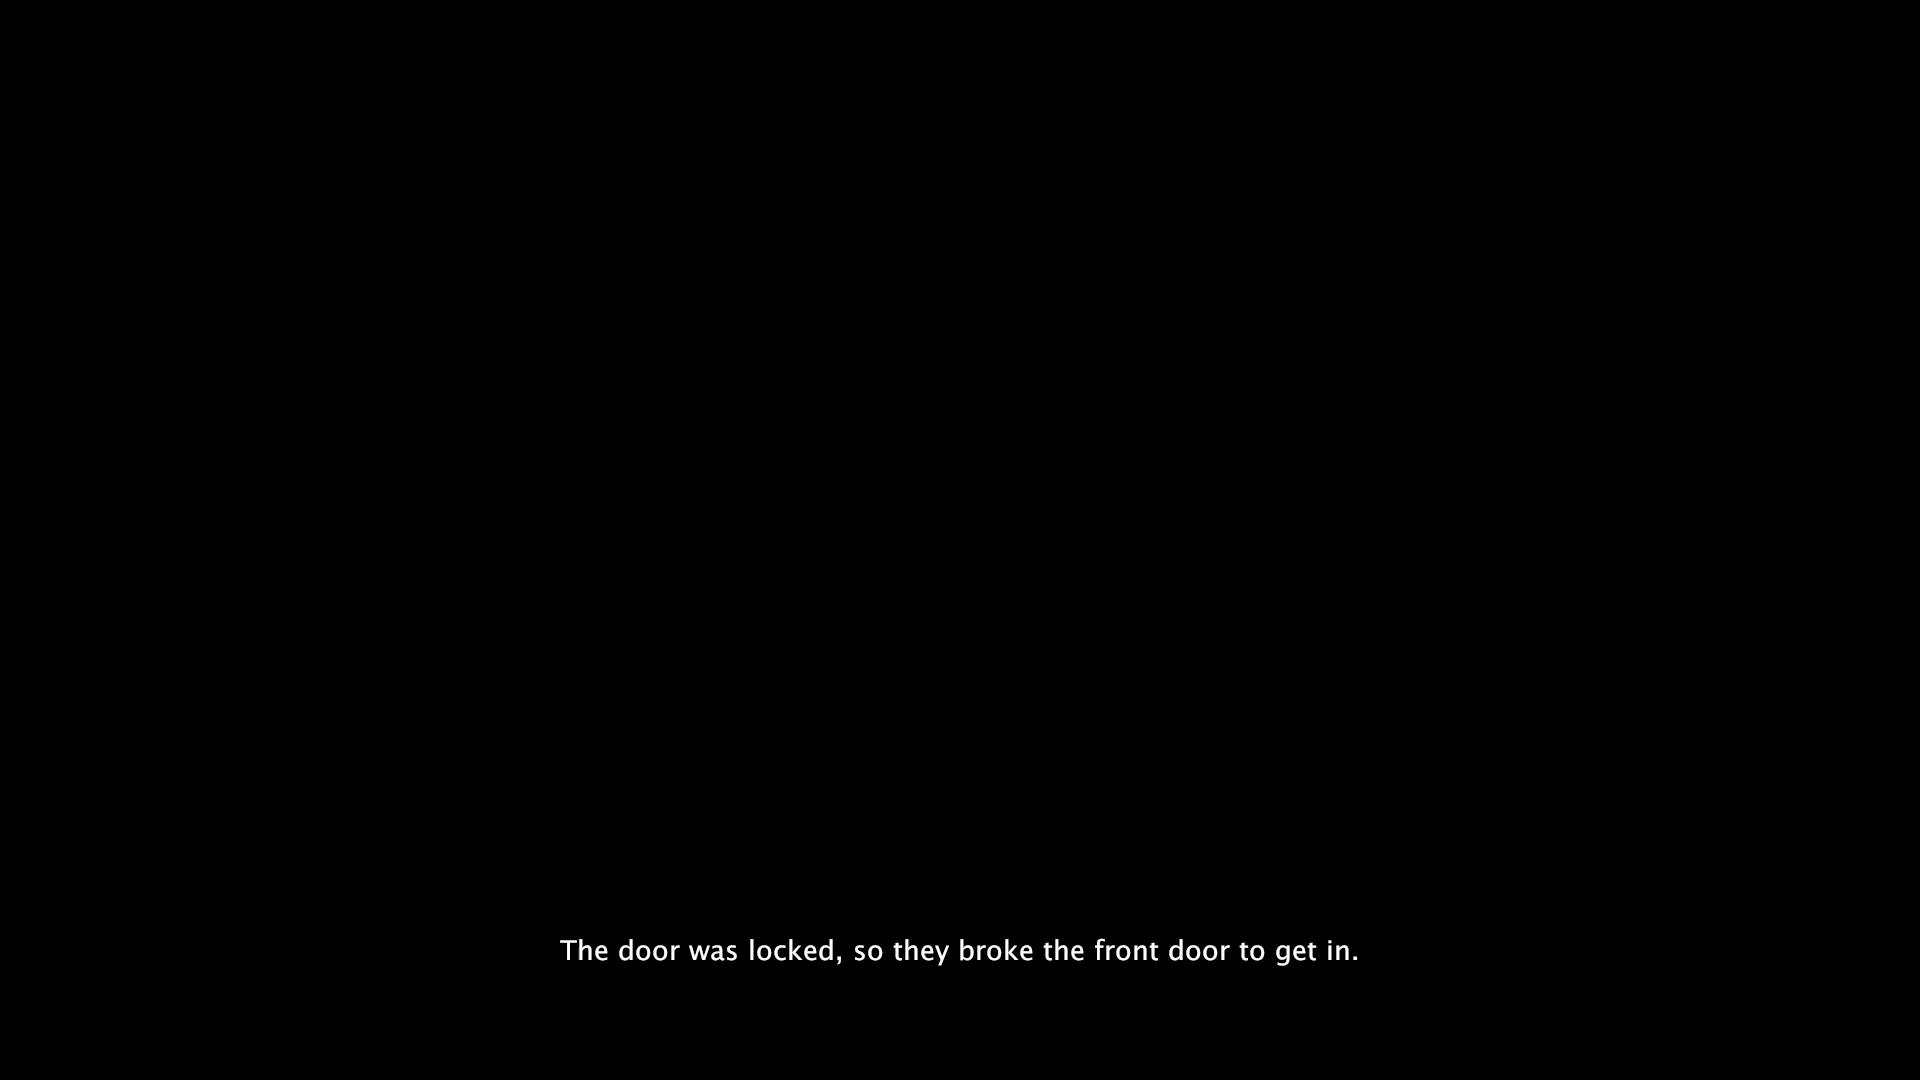 The door was locked, so they broke the front door to get in.